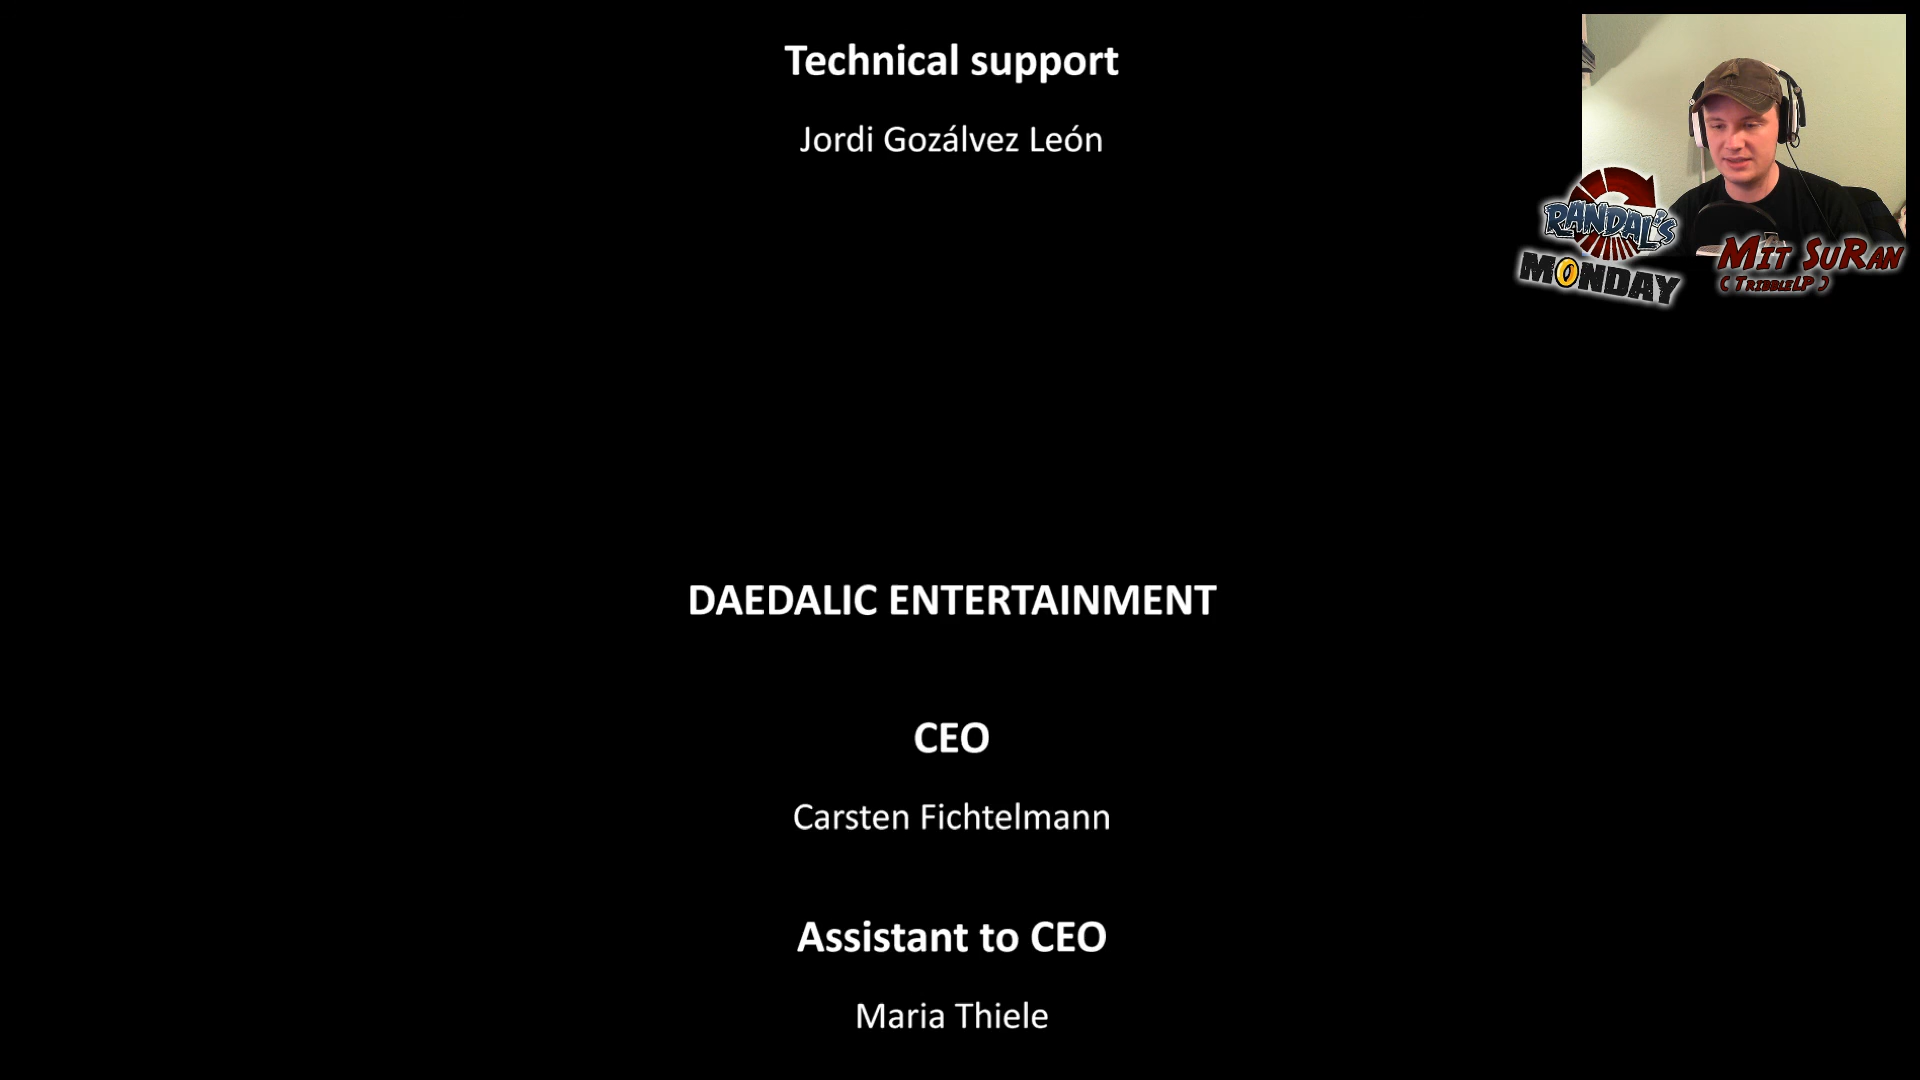 Technical support
Jordi Gozálvez León
RANDAL'S
MONDAY
MIT SURAN
( TRIBBLELP )
DAEDALIC ENTERTAINMENT
CEO
Carsten Fichtelmann
Assistant to CEO
Maria Thiele